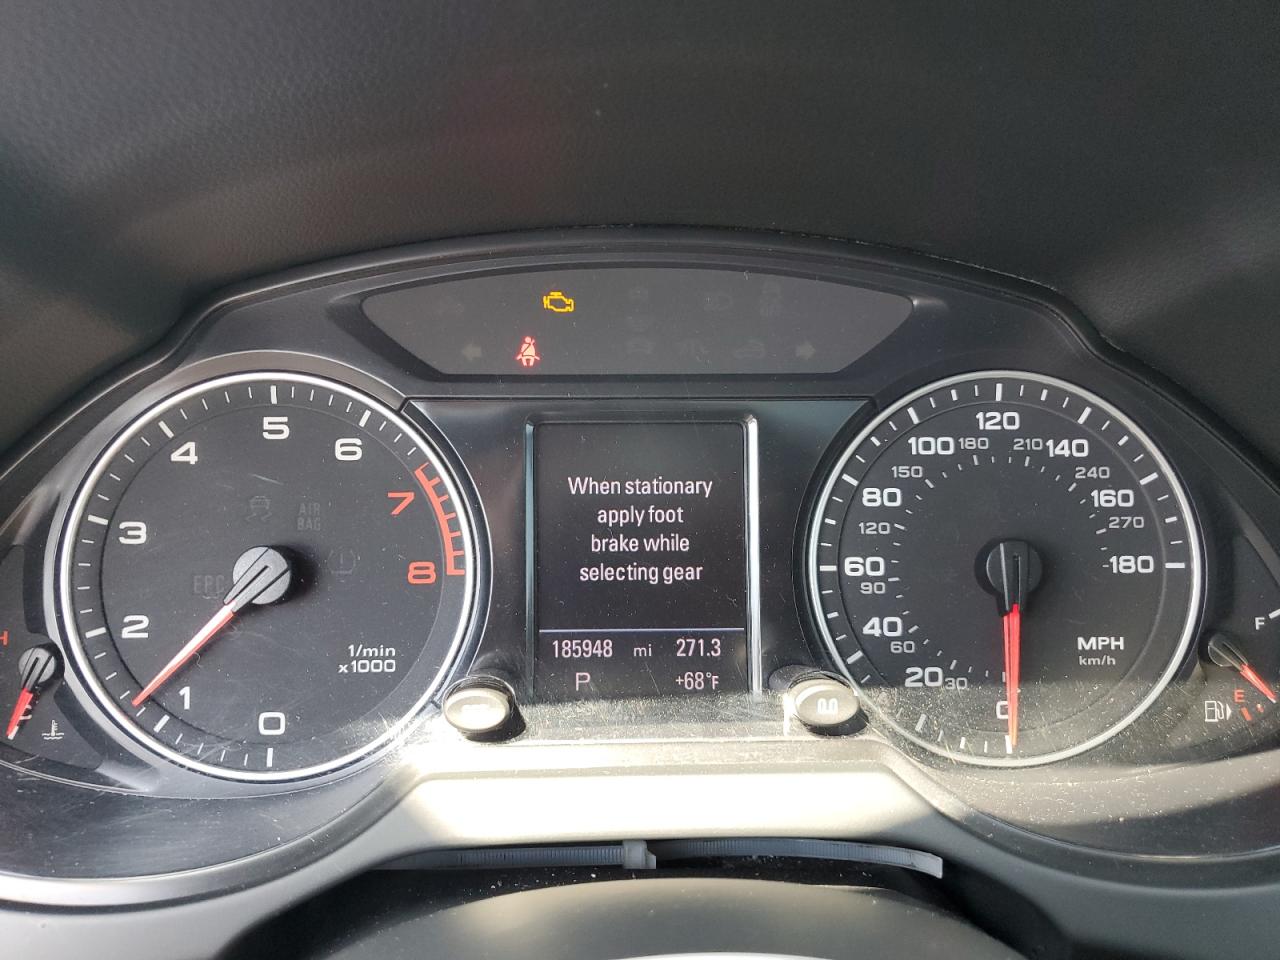 5
4
6
3
7
AIR
BAG
8
EPC
2
1/min
x1000
1
0
H
When stationary
apply foot
brake while
selecting gear
185948 mi 271.3
P +68°F
0.0
120
100
180
210
140
150
240
80
160
120
270
60
180
90
40
60
MPH
km/h
20
30
F
E